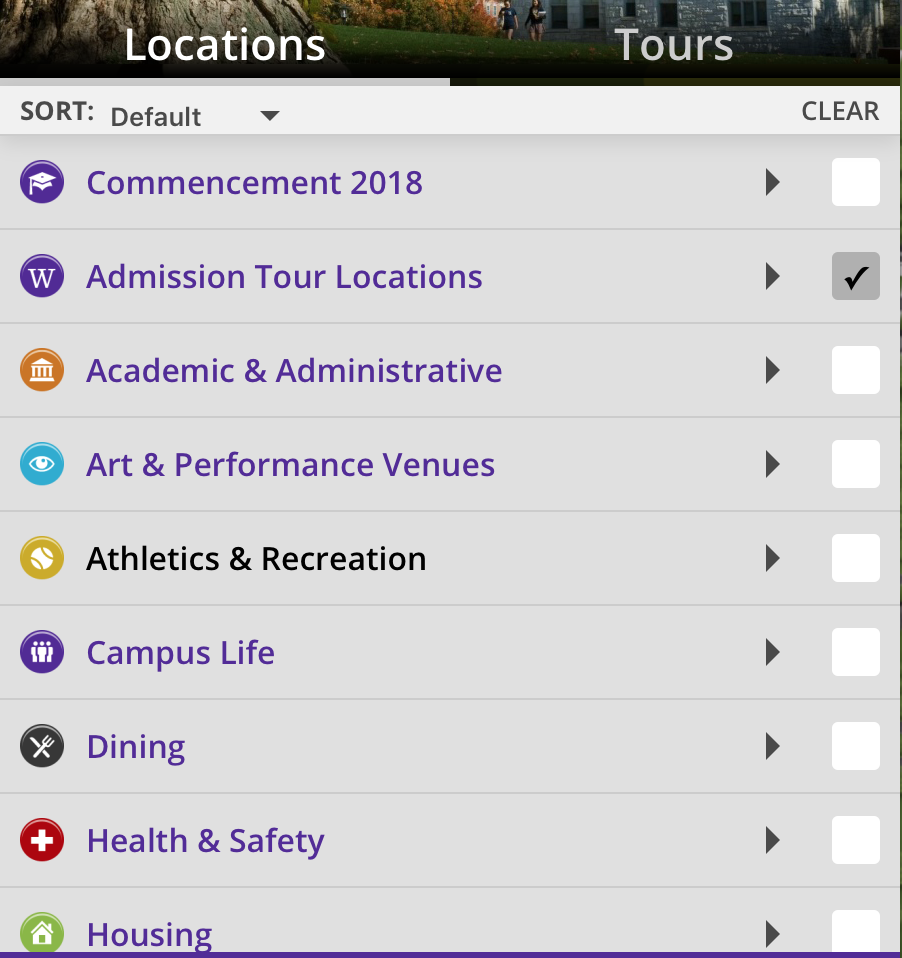 Locations Tours
SORT: Default CLEAR
Commencement 2018
W Admission Tour Locations ✓
Academic & Administrative
Art & Performance Venues
Athletics & Recreation
Campus Life
Dining
Health & Safety
Housing